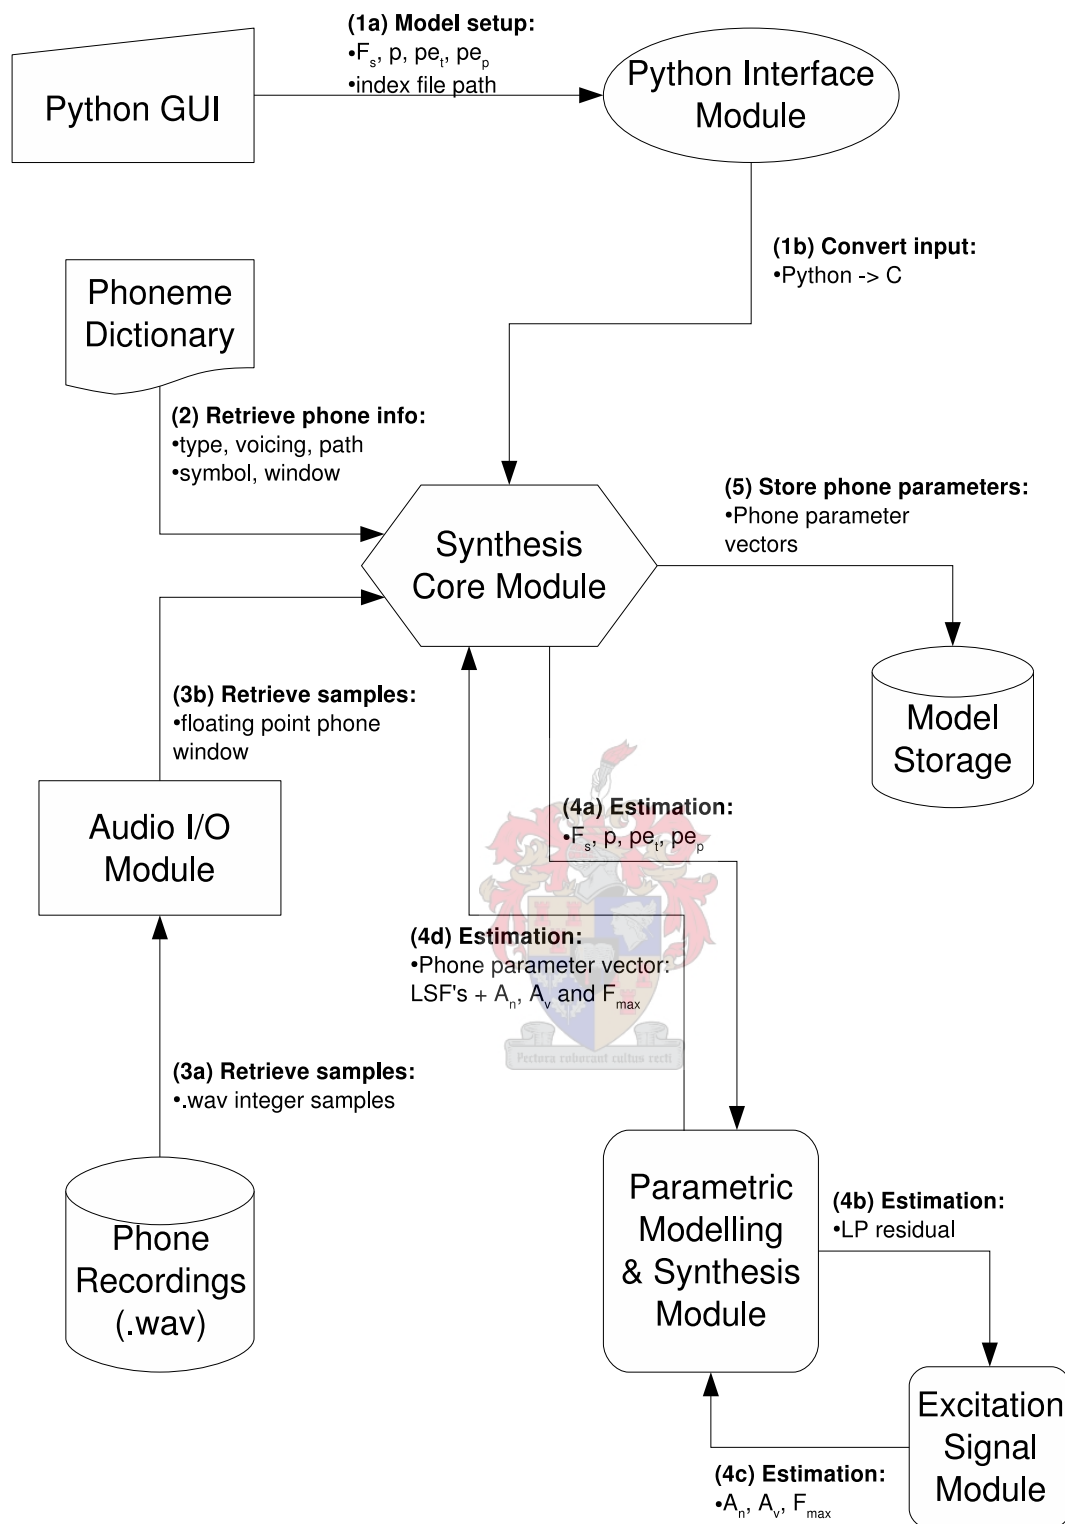 (1a) Model setup:
•Fs, p, pet, pep
•index file path
Python GUI
Python Interface
Module
(1b) Convert input:
•Python -> C
Phoneme
Dictionary
(2) Retrieve phone info:
•type, voicing, path
•symbol, window
Synthesis
Core Module
(5) Store phone parameters:
•Phone parameter
vectors
Model
Storage
(3b) Retrieve samples:
•floating point phone
window
Audio I/O
Module
(4a) Estimation:
•Fs, p, pet, pep
(4d) Estimation:
•Phone parameter vector:
LSF's + An, Av and Fmax
Pectora roborant cultus recti
(3a) Retrieve samples:
•.wav integer samples
Phone
Recordings
(.wav)
Parametric
Modelling
& Synthesis
Module
(4b) Estimation:
•LP residual
Excitation
Signal
Module
(4c) Estimation:
•An, Av, Fmax